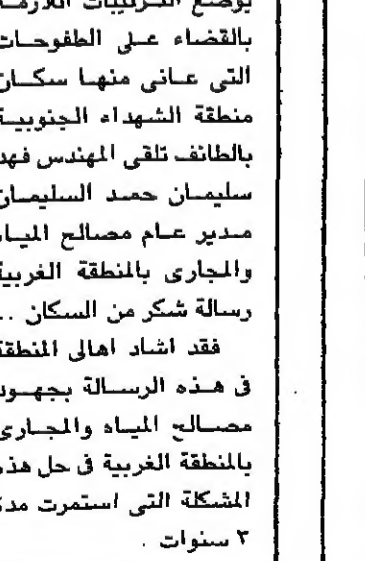 بوضع الترتيبات اللازمة
بالقضاء على الطفوحات
التى عانى منها سكان
منطقة الشهداء الجنوبية
بالطائف تلقى المهندس فهد
سليمان حمد السليمان
مدير عام مصالح المياه
والمجارى بالمنطقة الغربية
رسالة شكر من السكان ..
فقد اشاد اهالى المنطقة
فى هذه الرسالة بجهود
مصالح المياه والمجارى
بالمنطقة الغربية فى حل هذه
المشكلة التى استمرت مدة
٣ سنوات .